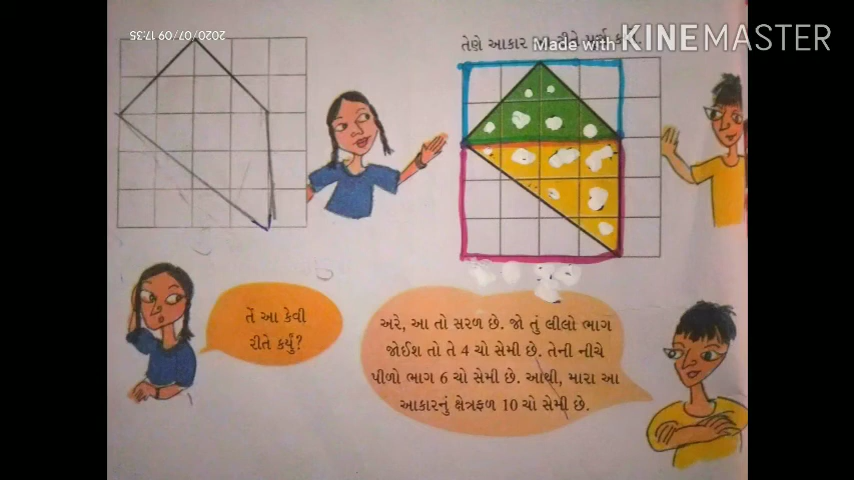 Made with KINEMASTER
2020/07/07 09:17:35
તેણે આકાર
તેં આ કેવી
રીતે કર્યું?
અરે, આ તો સરળ છે. જો તું લીલો ભાગ
જોઈશ તો તે 4 ચો સેમી છે. તેની નીચે
પીળો ભાગ 6 ચો સેમી છે. આથી, મારા આ
આકારનું ક્ષેત્રફળ 10 ચો સેમી છે.